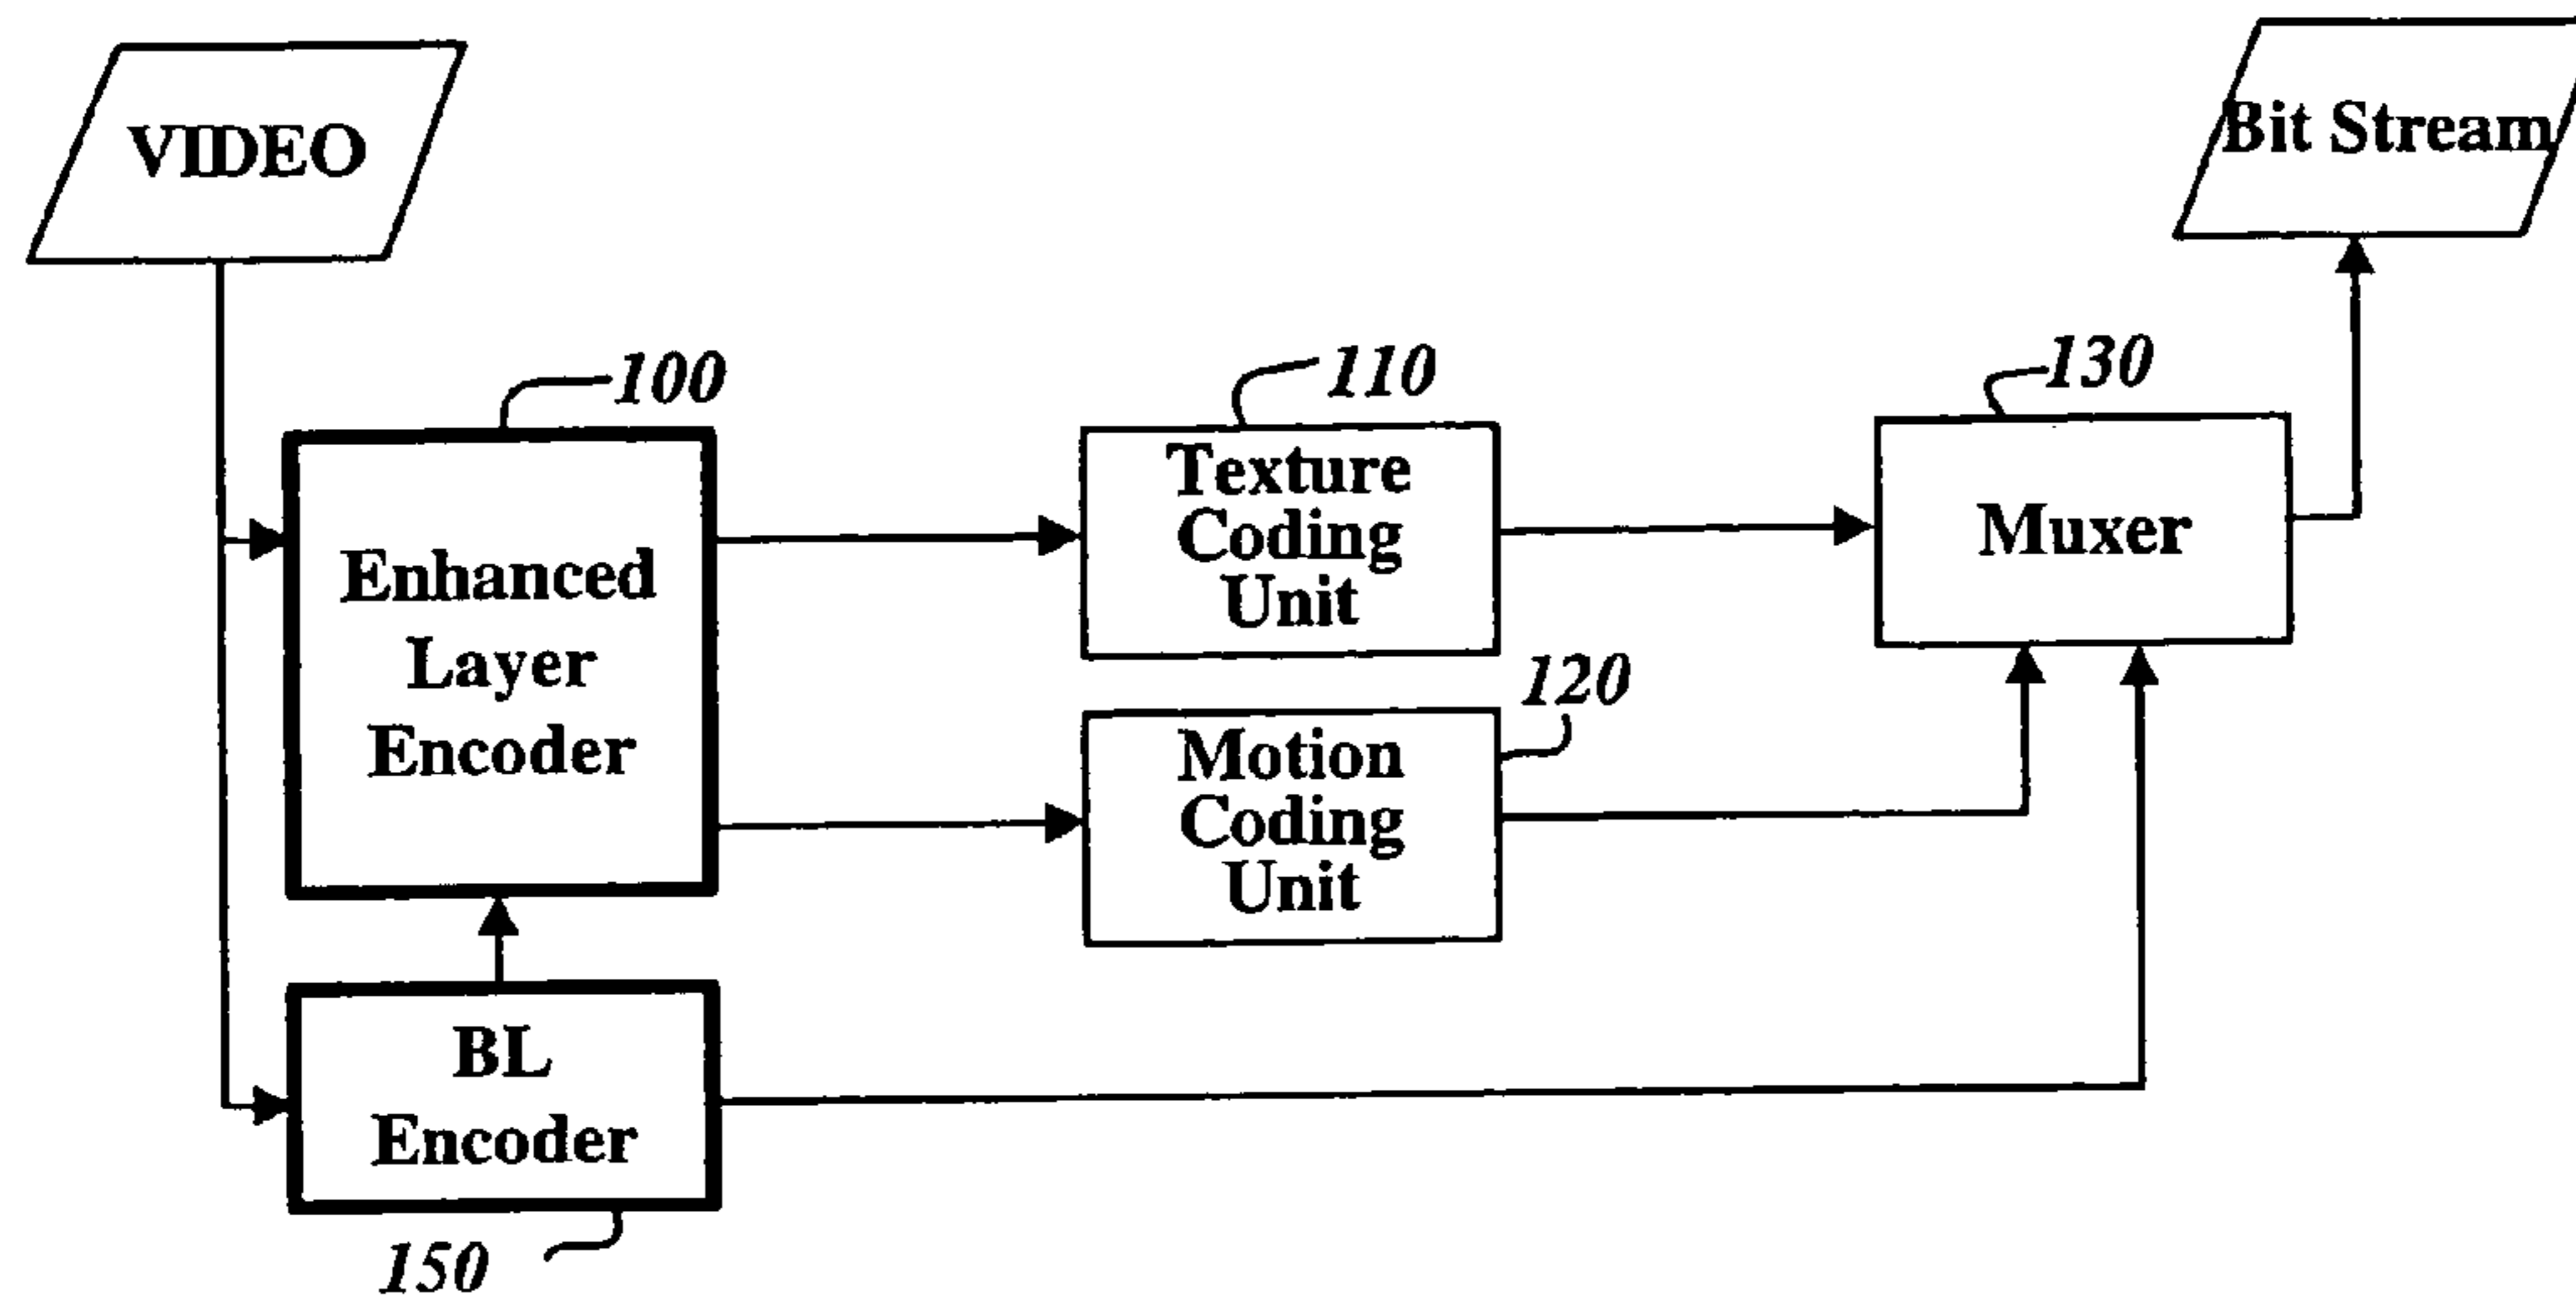 VIDEO
Bit Stream
100
110
130
Enhanced
Layer
Encoder
Texture
Coding
Unit
Muxer
120
Motion
Coding
Unit
BL
Encoder
150